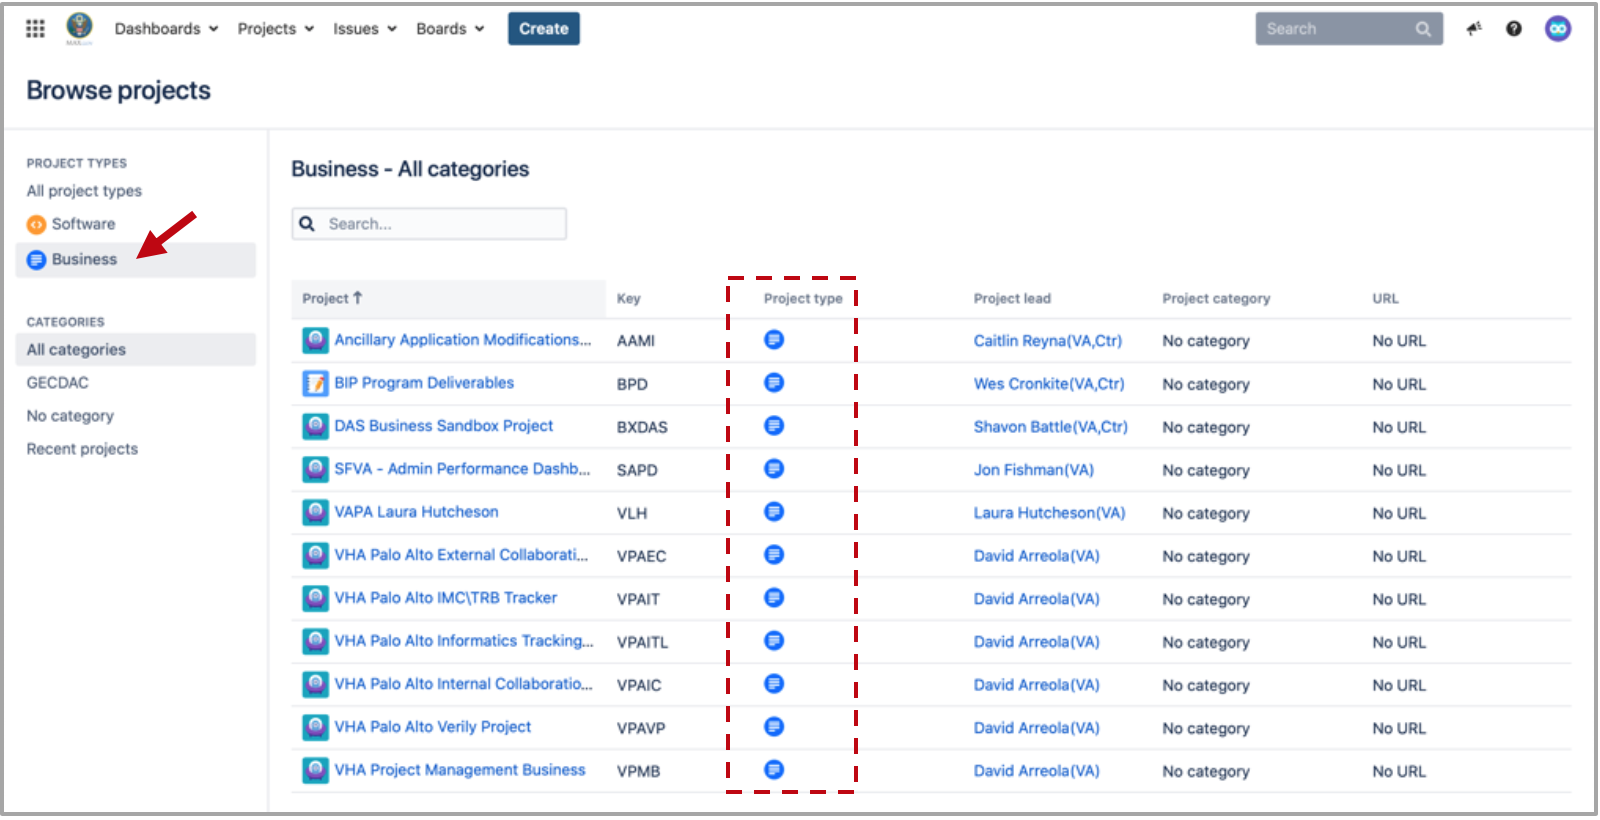 Dashboards Projects Issues Boards Create Search
Browse projects
PROJECT TYPES
All project types
Software
Business
CATEGORIES
All categories
GECDAC
No category
Recent projects
Business - All categories
Search...
Project ↑ Key Project type Project lead Project category URL
Ancillary Application Modifications... AAMI Caitlin Reyna(VA,Ctr) No category No URL
BIP Program Deliverables BPD Wes Cronkite(VA,Ctr) No category No URL
DAS Business Sandbox Project BXDAS Shavon Battle(VA,Ctr) No category No URL
SFVA - Admin Performance Dashb... SAPD Jon Fishman(VA) No category No URL
VAPA Laura Hutcheson VLH Laura Hutcheson(VA) No category No URL
VHA Palo Alto External Collaborati... VPAEC David Arreola(VA) No category No URL
VHA Palo Alto IMC\TRB Tracker VPAIT David Arreola(VA) No category No URL
VHA Palo Alto Informatics Tracking... VPAITL David Arreola(VA) No category No URL
VHA Palo Alto Internal Collaboratio... VPAIC David Arreola(VA) No category No URL
VHA Palo Alto Verily Project VPAVP David Arreola(VA) No category No URL
VHA Project Management Business VPMB David Arreola(VA) No category No URL